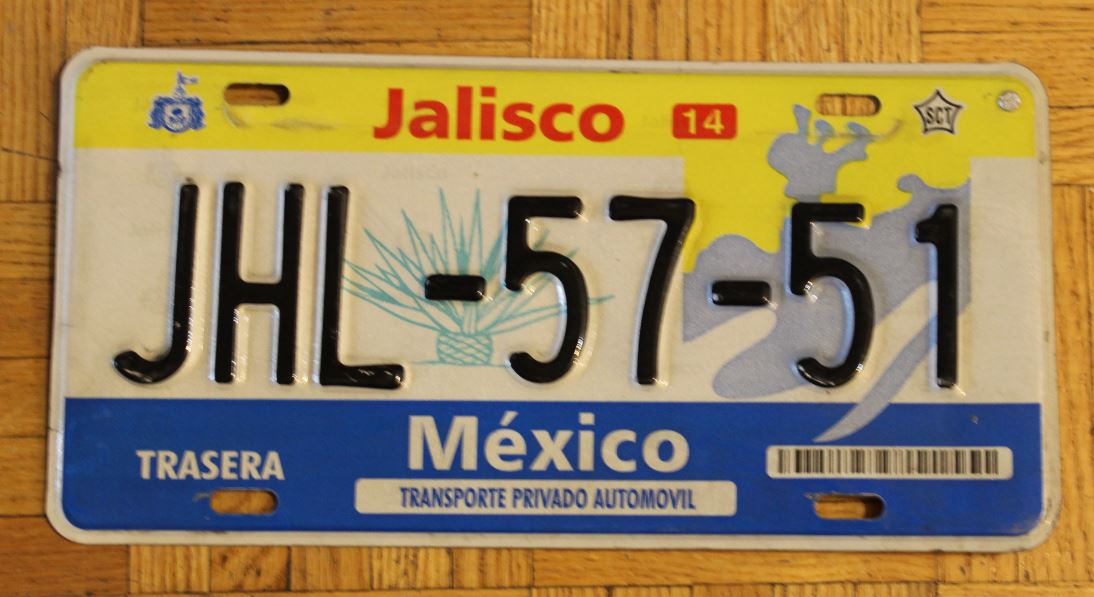 Jalisco 14 SCT
JHL-57-51
TRASERA México
TRANSPORTE PRIVADO AUTOMOVIL